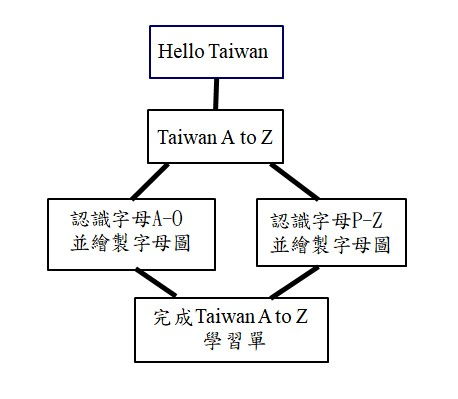 Hello Taiwan
Taiwan A to Z
認識字母A-O
並繪製字母圖
認識字母P-Z
並繪製字母圖
完成Taiwan A to Z
學習單